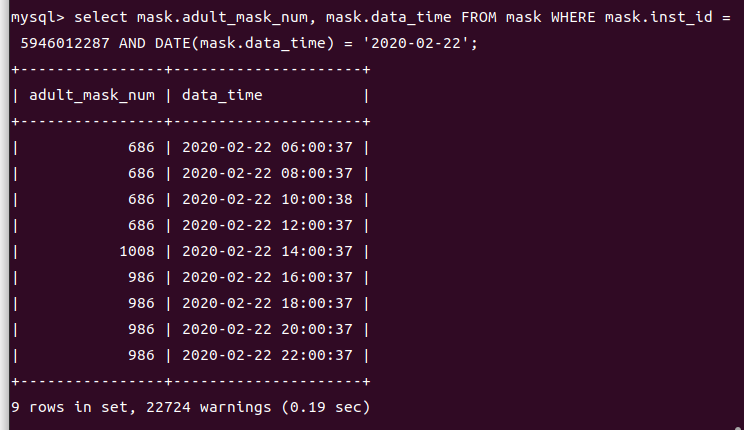 mysql> select mask.adult_mask_num, mask.data_time FROM mask WHERE mask.inst_id =
 5946012287 AND DATE(mask.data_time) = '2020-02-22';
+----------------+---------------------+
| adult_mask_num | data_time           |
+----------------+---------------------+
|            686 | 2020-02-22 06:00:37 |
|            686 | 2020-02-22 08:00:37 |
|            686 | 2020-02-22 10:00:38 |
|            686 | 2020-02-22 12:00:37 |
|           1008 | 2020-02-22 14:00:37 |
|            986 | 2020-02-22 16:00:37 |
|            986 | 2020-02-22 18:00:37 |
|            986 | 2020-02-22 20:00:37 |
|            986 | 2020-02-22 22:00:37 |
+----------------+---------------------+
9 rows in set, 22724 warnings (0.19 sec)